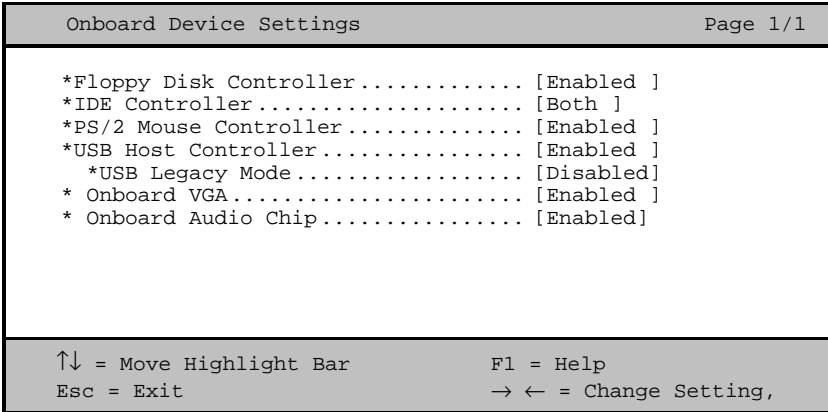 Onboard Device Settings Page 1/1
*Floppy Disk Controller............. [Enabled ]
*IDE Controller....................... [Both ]
*PS/2 Mouse Controller.............. [Enabled ]
*USB Host Controller................ [Enabled ]
*USB Legacy Mode.................... [Disabled]
* Onboard VGA......................... [Enabled ]
* Onboard Audio Chip................ [Enabled]
↑↓ = Move Highlight Bar F1 = Help
Esc = Exit → ← = Change Setting,